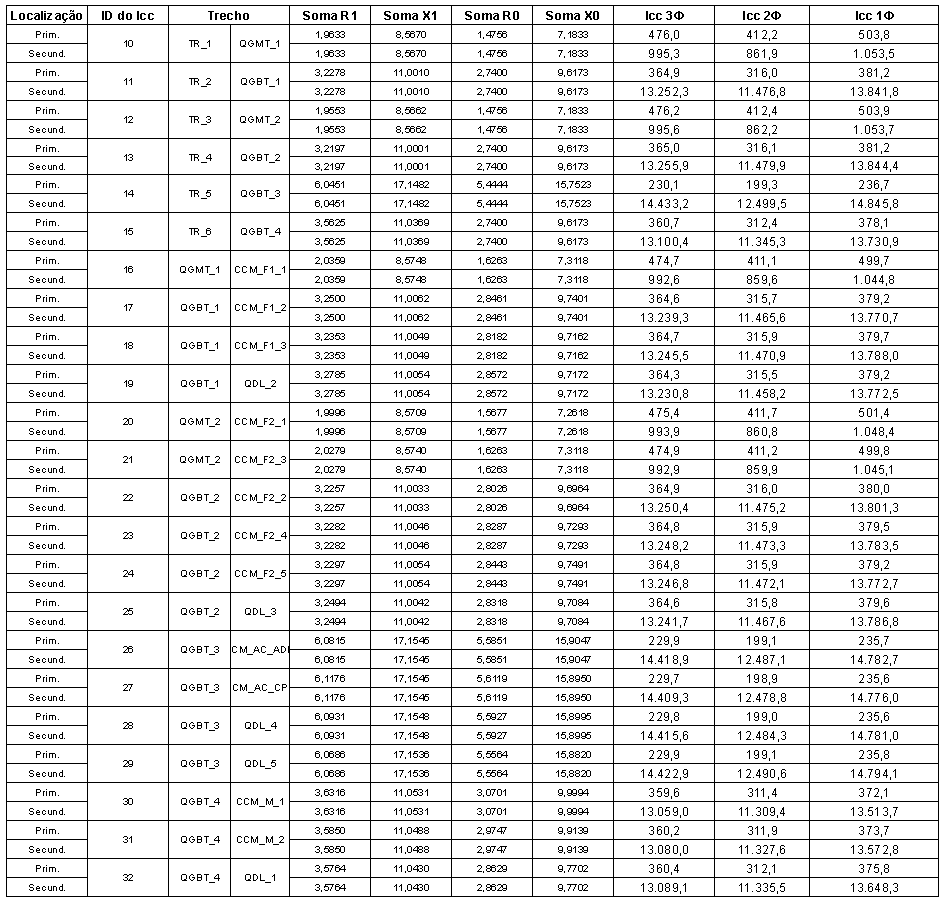 Localização ID do Icc Trecho Soma R1 Soma X1 Soma R0 Soma X0 Icc 3Φ Icc 2Φ Icc 1Φ
Prim. 10 TR_1 QGMT_1 1,9633 8,5670 1,4756 7,1833 476,0 412,2 503,8
Secund. 1,9633 8,5670 1,4756 7,1833 995,3 861,9 1.053,5
Prim. 11 TR_2 QGBT_1 3,2278 11,0010 2,7400 9,6173 364,9 316,0 381,2
Secund. 3,2278 11,0010 2,7400 9,6173 13.252,3 11.476,8 13.841,8
Prim. 12 TR_3 QGMT_2 1,9553 8,5662 1,4756 7,1833 476,2 412,4 503,9
Secund. 1,9553 8,5662 1,4756 7,1833 995,6 862,2 1.053,7
Prim. 13 TR_4 QGBT_2 3,2197 11,0001 2,7400 9,6173 365,0 316,1 381,2
Secund. 3,2197 11,0001 2,7400 9,6173 13.255,9 11.479,9 13.844,4
Prim. 14 TR_5 QGBT_3 6,0451 17,1482 5,4444 15,7523 230,1 199,3 236,7
Secund. 6,0451 17,1482 5,4444 15,7523 14.433,2 12.499,5 14.845,8
Prim. 15 TR_6 QGBT_4 3,5625 11,0369 2,7400 9,6173 360,7 312,4 378,1
Secund. 3,5625 11,0369 2,7400 9,6173 13.100,4 11.345,3 13.730,9
Prim. 16 QGMT_1 CCM_F1_1 2,0359 8,5748 1,6263 7,3118 474,7 411,1 499,7
Secund. 2,0359 8,5748 1,6263 7,3118 992,6 859,6 1.044,8
Prim. 17 QGBT_1 CCM_F1_2 3,2500 11,0062 2,8461 9,7401 364,6 315,7 379,2
Secund. 3,2500 11,0062 2,8461 9,7401 13.239,3 11.465,6 13.770,7
Prim. 18 QGBT_1 CCM_F1_3 3,2353 11,0049 2,8182 9,7162 364,7 315,9 379,7
Secund. 3,2353 11,0049 2,8182 9,7162 13.245,5 11.470,9 13.788,0
Prim. 19 QGBT_1 QDL_2 3,2785 11,0054 2,8572 9,7172 364,3 315,5 379,2
Secund. 3,2785 11,0054 2,8572 9,7172 13.230,8 11.458,2 13.772,5
Prim. 20 QGMT_2 CCM_F2_1 1,9996 8,5709 1,5677 7,2618 475,4 411,7 501,4
Secund. 1,9996 8,5709 1,5677 7,2618 993,9 860,8 1.048,4
Prim. 21 QGMT_2 CCM_F2_3 2,0279 8,5740 1,6263 7,3118 474,9 411,2 499,8
Secund. 2,0279 8,5740 1,6263 7,3118 992,9 859,9 1.045,1
Prim. 22 QGBT_2 CCM_F2_2 3,2257 11,0033 2,8026 9,6964 364,9 316,0 380,0
Secund. 3,2257 11,0033 2,8026 9,6964 13.250,4 11.475,2 13.801,3
Prim. 23 QGBT_2 CCM_F2_4 3,2282 11,0046 2,8287 9,7293 364,8 315,9 379,5
Secund. 3,2282 11,0046 2,8287 9,7293 13.248,2 11.473,3 13.783,5
Prim. 24 QGBT_2 CCM_F2_5 3,2297 11,0054 2,8443 9,7491 364,8 315,9 379,2
Secund. 3,2297 11,0054 2,8443 9,7491 13.246,8 11.472,1 13.772,7
Prim. 25 QGBT_2 QDL_3 3,2494 11,0042 2,8318 9,7084 364,6 315,8 379,6
Secund. 3,2494 11,0042 2,8318 9,7084 13.241,7 11.467,6 13.786,8
Prim. 26 QGBT_3 CM_AC_ADI 6,0815 17,1545 5,5851 15,9047 229,9 199,1 235,7
Secund. 6,0815 17,1545 5,5851 15,9047 14.418,9 12.487,1 14.782,7
Prim. 27 QGBT_3 CM_AC_CP 6,1176 17,1545 5,6119 15,8950 229,7 198,9 235,6
Secund. 6,1176 17,1545 5,6119 15,8950 14.409,3 12.478,8 14.776,0
Prim. 28 QGBT_3 QDL_4 6,0931 17,1548 5,5927 15,8995 229,8 199,0 235,6
Secund. 6,0931 17,1548 5,5927 15,8995 14.415,6 12.484,3 14.781,0
Prim. 29 QGBT_3 QDL_5 6,0686 17,1536 5,5564 15,8820 229,9 199,1 235,8
Secund. 6,0686 17,1536 5,5564 15,8820 14.422,9 12.490,6 14.794,1
Prim. 30 QGBT_4 CCM_M_1 3,6316 11,0531 3,0701 9,9994 359,6 311,4 372,1
Secund. 3,6316 11,0531 3,0701 9,9994 13.059,0 11.309,4 13.513,7
Prim. 31 QGBT_4 CCM_M_2 3,5850 11,0488 2,9747 9,9139 360,2 311,9 373,7
Secund. 3,5850 11,0488 2,9747 9,9139 13.080,0 11.327,6 13.572,8
Prim. 32 QGBT_4 QDL_1 3,5764 11,0430 2,8629 9,7702 360,4 312,1 375,8
Secund. 3,5764 11,0430 2,8629 9,7702 13.089,1 11.335,5 13.648,3